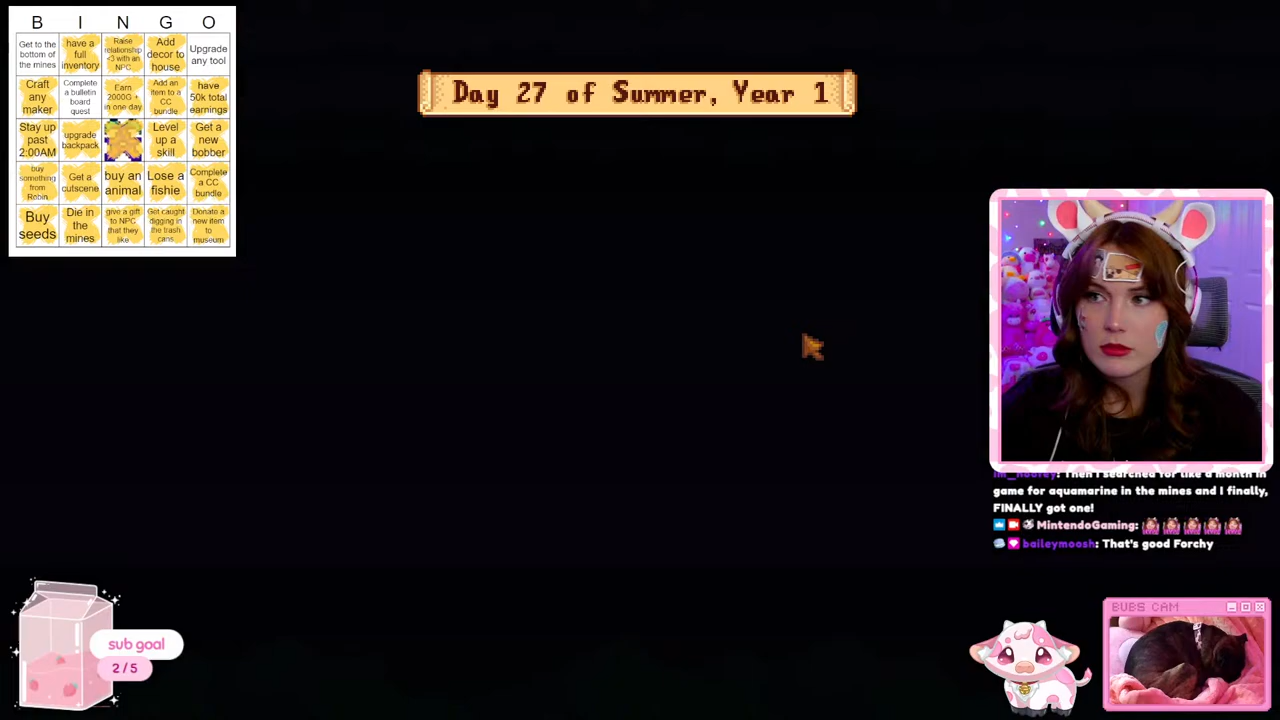 B I N G O
Get to the
bottom of
the mines
have a
full
inventory
Raise
relationship
<3 with an
NPC
Add
decor to
house
Upgrade
any tool
Craft
any
maker
Complete
a bulletin
board
quest
Earn
2000G +
in one day
Add an
item to a
CC
bundle
have
50k total
earnings
Stay up
past
2:00AM
upgrade
backpack
Level
up a
skill
Get a
new
bobber
buy
something
from
Robin
Get a
cutscene
buy an
animal
Lose a
fishie
Complete
a CC
bundle
Buy
seeds
Die in
the
mines
give a gift
to NPC
that they
like
Get caught
digging in
the trash
cans
Donate a
new item
to
museum
Day 27 of Summer, Year 1
Then I searched for like a month in
game for aquamarine in the mines and I finally,
FINALLY got one!
MintendoGaming:
baileymoosh: That's good Forchy
sub goal
2 / 5
BUBS CAM